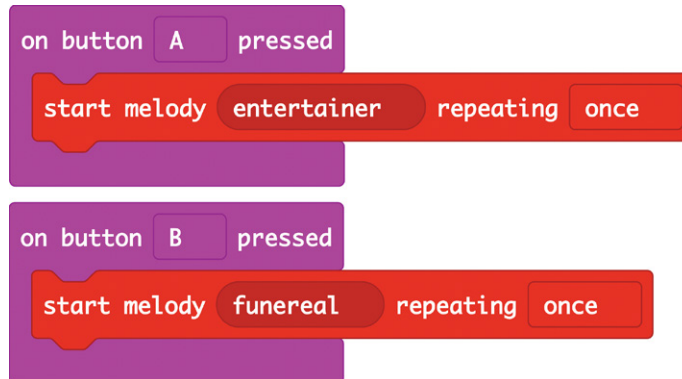 on button A pressed
start melody entertainer repeating once
on button B pressed
start melody funereal repeating once